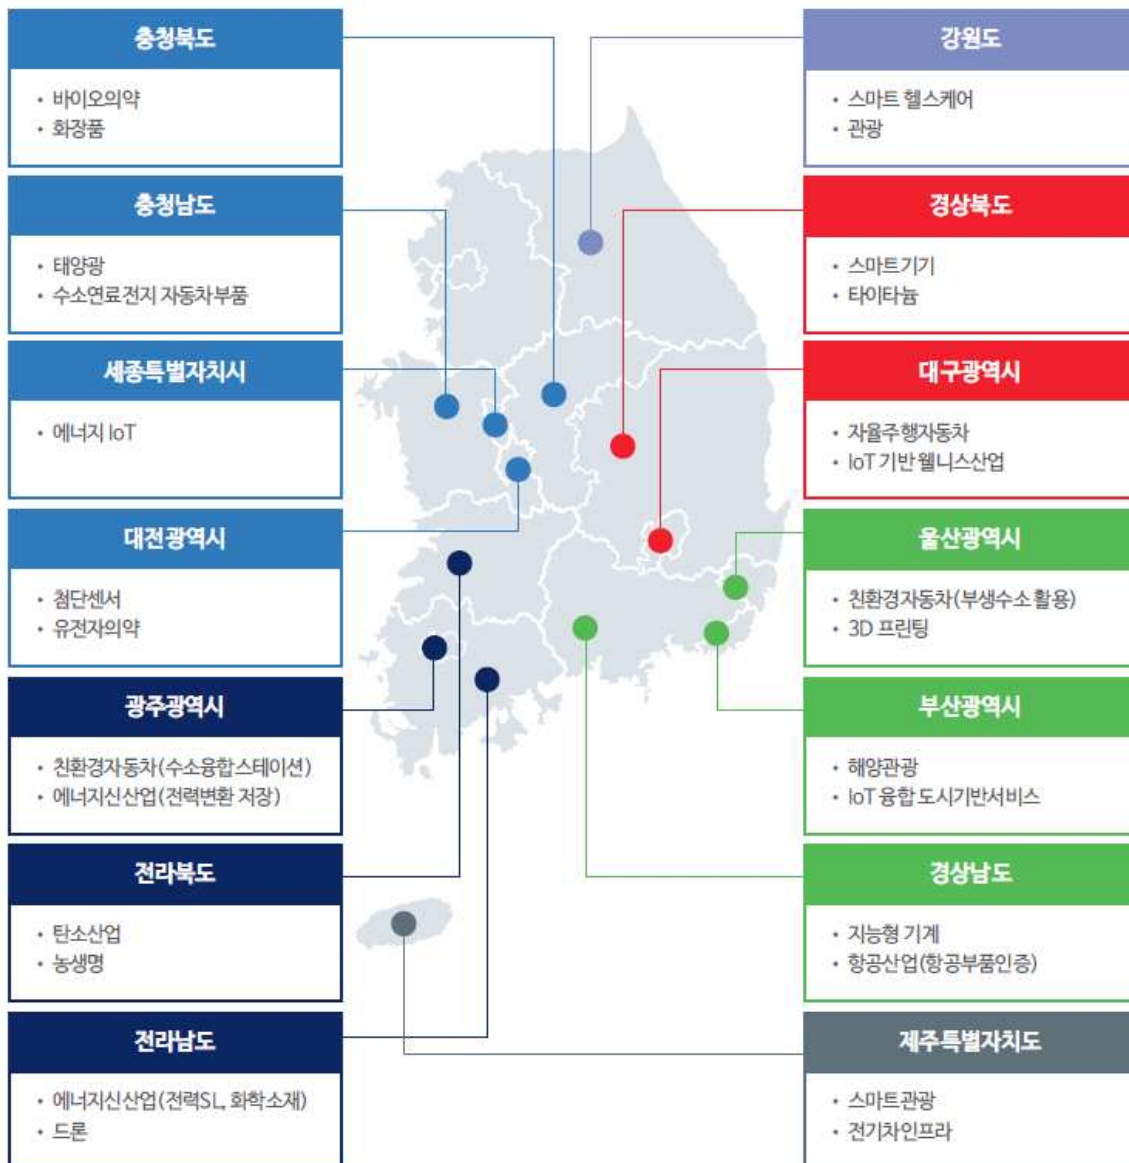 충청북도
• 바이오의약
• 화장품
충청남도
• 태양광
• 수소연료전지 자동차부품
세종특별자치시
• 에너지 IoT
대전광역시
• 첨단센서
• 유전자의약
광주광역시
• 친환경자동차(수소융합스테이션)
• 에너지신산업(전력변환 저장)
전라북도
• 탄소산업
• 농생명
전라남도
• 에너지신산업(전력SL, 화학소재)
• 드론
강원도
• 스마트 헬스케어
• 관광
경상북도
• 스마트기기
• 타이타늄
대구광역시
• 자율주행자동차
• IoT 기반 웰니스산업
울산광역시
• 친환경자동차(부생수소 활용)
• 3D 프린팅
부산광역시
• 해양관광
• IoT 융합 도시기반서비스
경상남도
• 지능형 기계
• 항공산업(항공부품인증)
제주특별자치도
• 스마트관광
• 전기차인프라